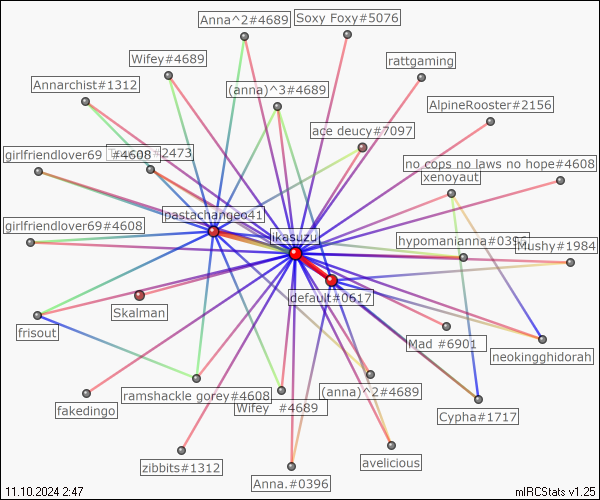 Anna^2#4689
Soxy Foxy#5076
Wifey#4689
rattgaming
Annarchist#1312
(anna)^3#4689
AlpineRooster#2156
ace deucy#7097
girlfriendlover69 #4608
#2473
no cops no laws no hope#4608
xenoyaut
pastachangeo41
girlfriendlover69#4608
ikasuzu
hypomanianna#0397
Mushy#1984
default#0617
Skalman
frisout
Mad #6901
neokingghidorah
ramshackle gorey#4608
(anna)^2#4689
fakedingo
Wifey #4689
Cypha#1717
zibbits#1312
avelicious
Anna.#0396
11.10.2024 2:47
mIRCStats v1.25